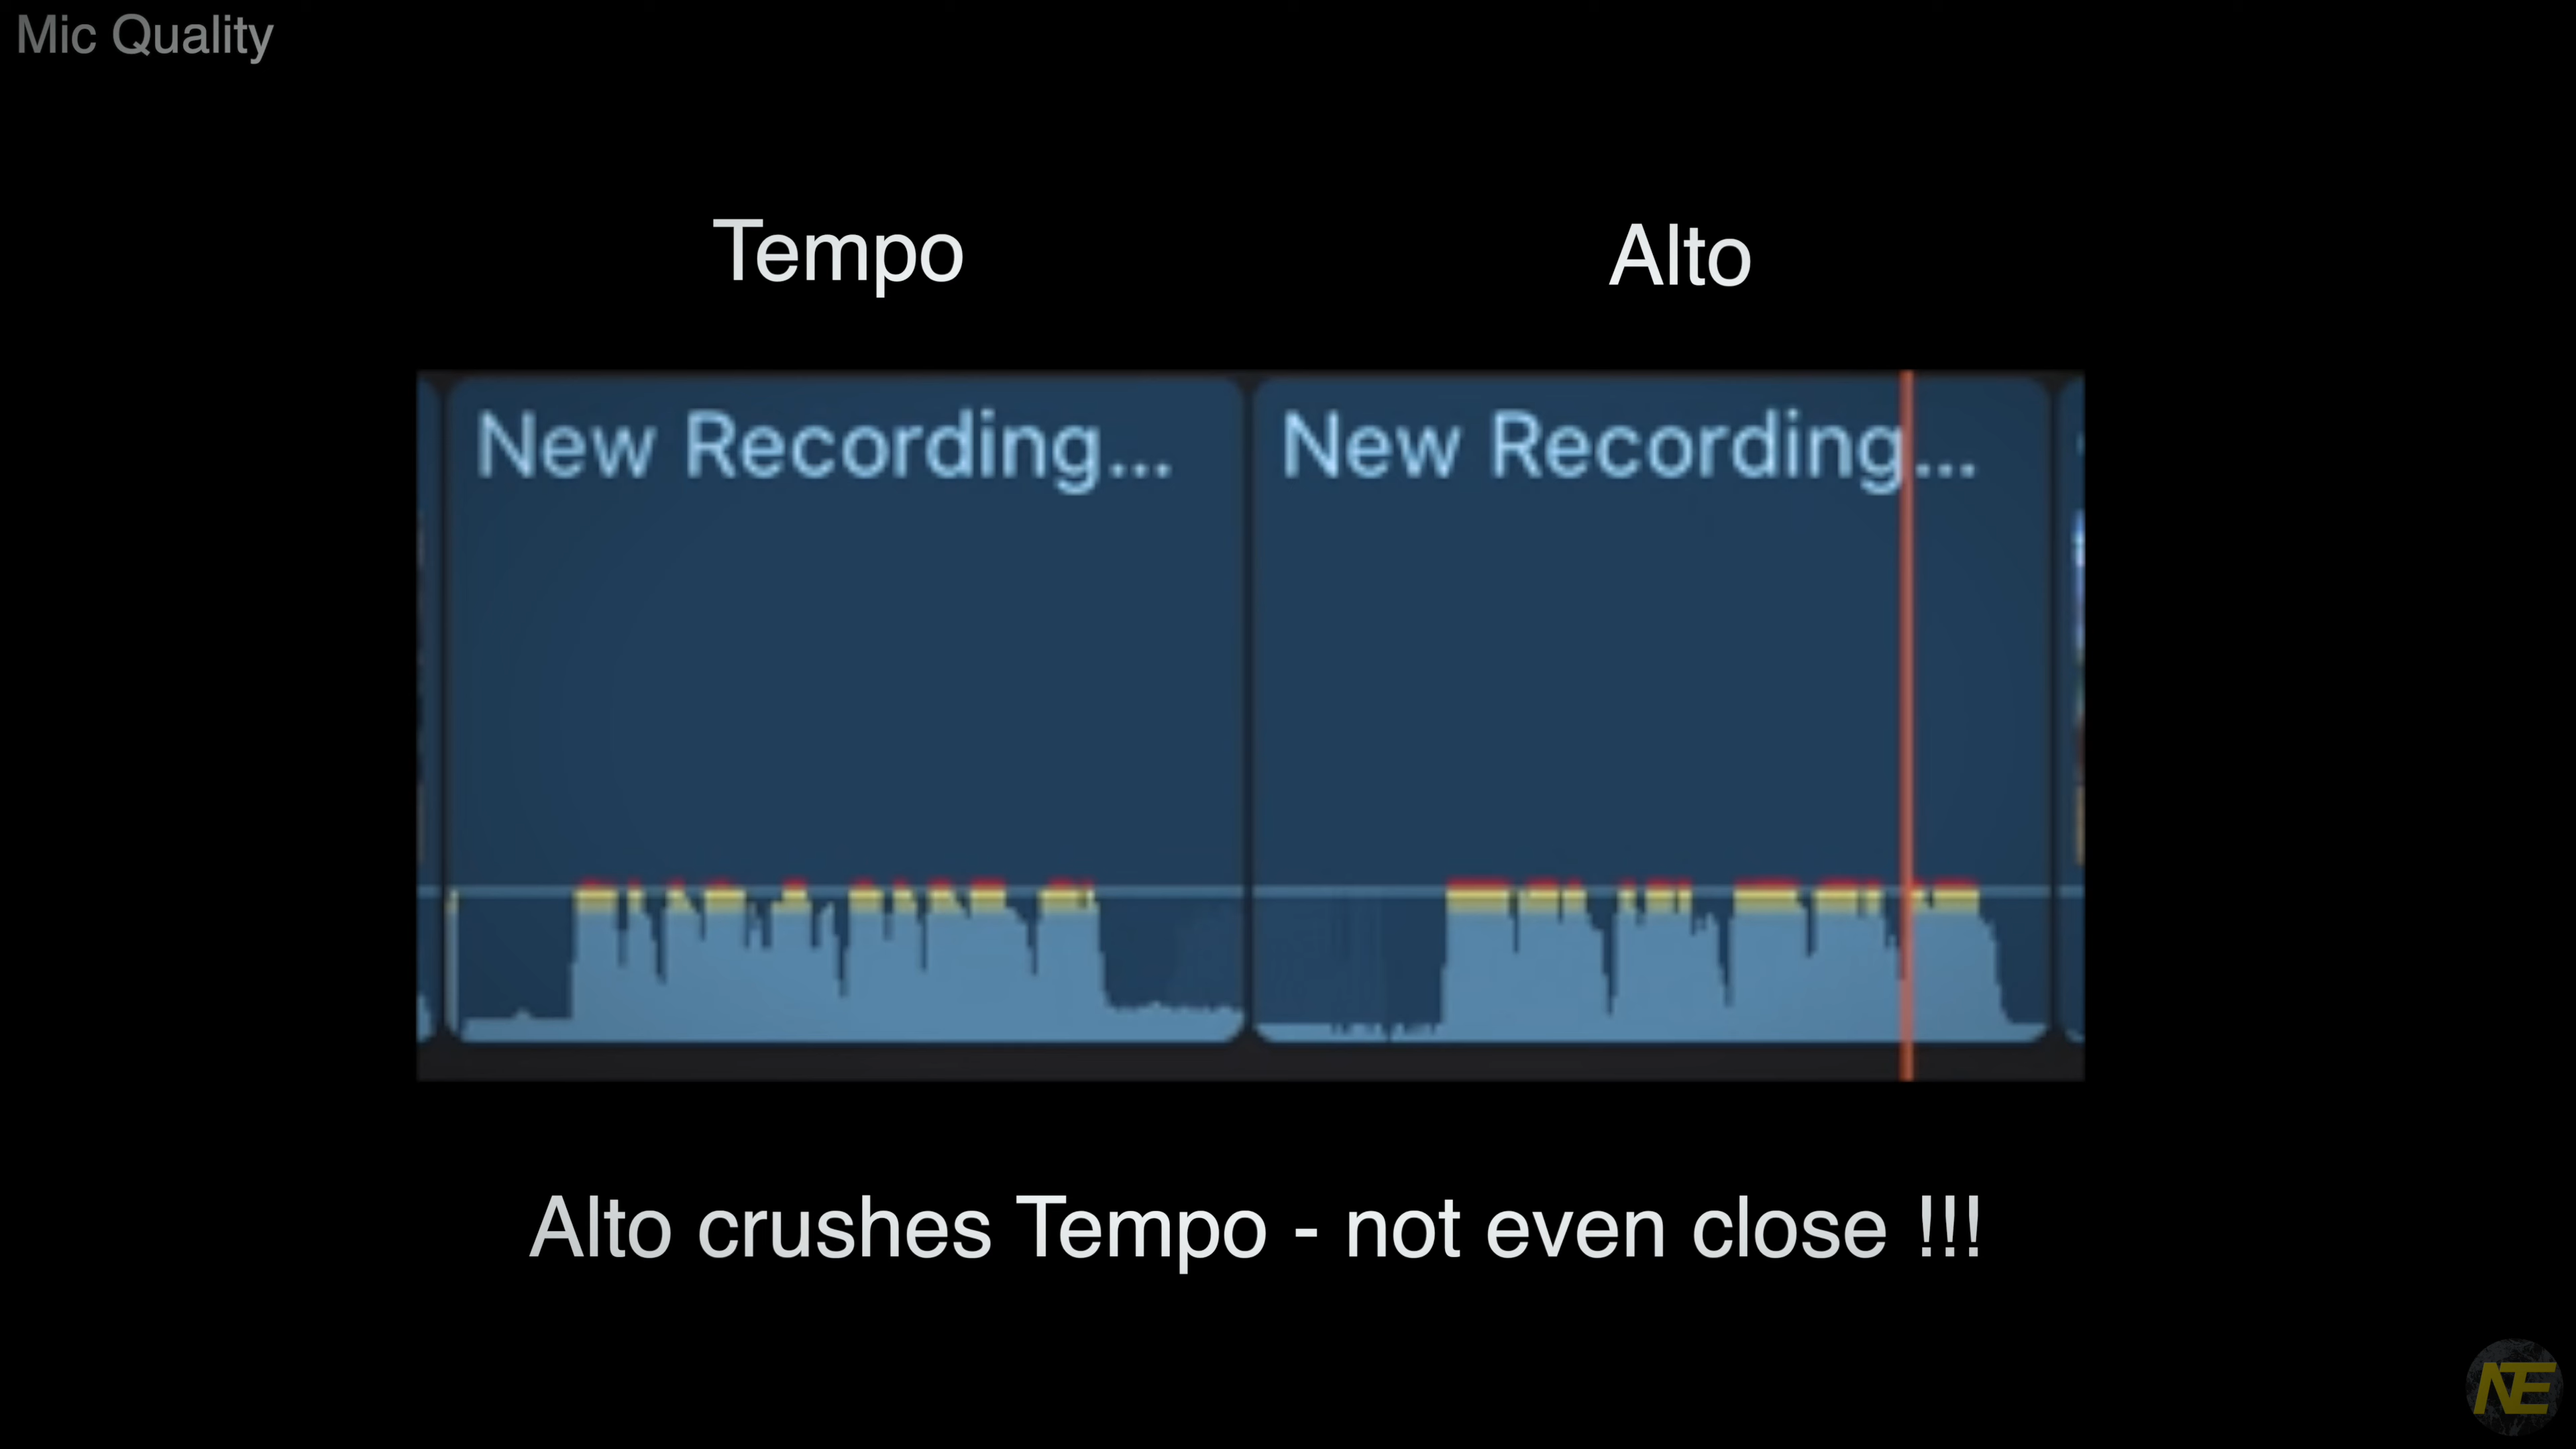 Mic Quality
Tempo
Alto
New Recording...
New Recording...
Alto crushes Tempo - not even close !!!
NE